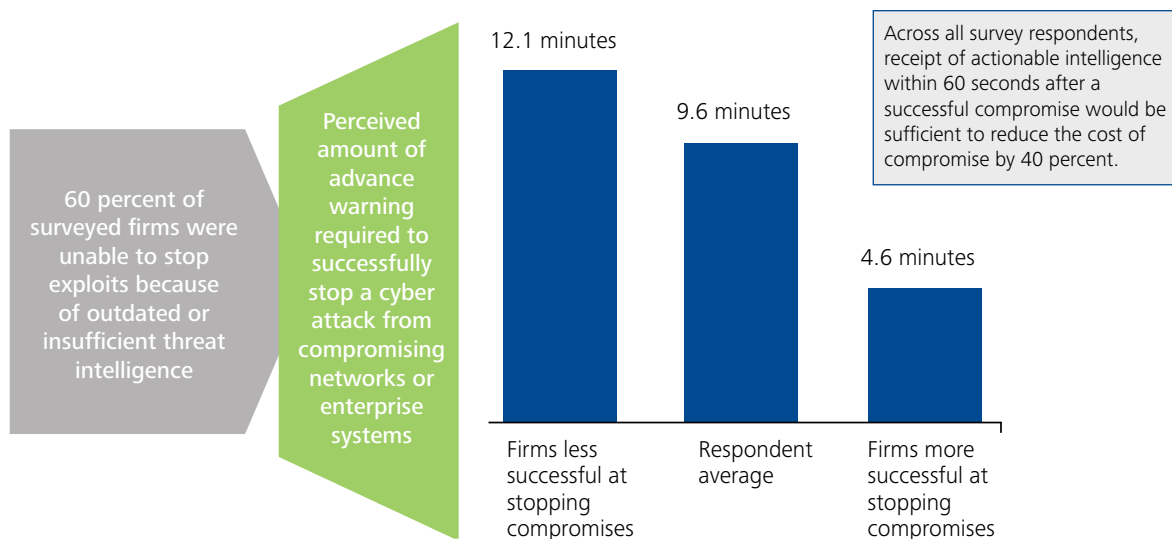 60 percent of
surveyed firms were
unable to stop
exploits because
of outdated or
insufficient threat
intelligence
Perceived
amount of
advance
warning
required to
successfully
stop a cyber
attack from
compromising
networks or
enterprise
systems
12.1 minutes
9.6 minutes
4.6 minutes
Firms less
successful at
stopping
compromises
Respondent
average
Firms more
successful at
stopping
compromises
Across all survey respondents,
receipt of actionable intelligence
within 60 seconds after a
successful compromise would be
sufficient to reduce the cost of
compromise by 40 percent.